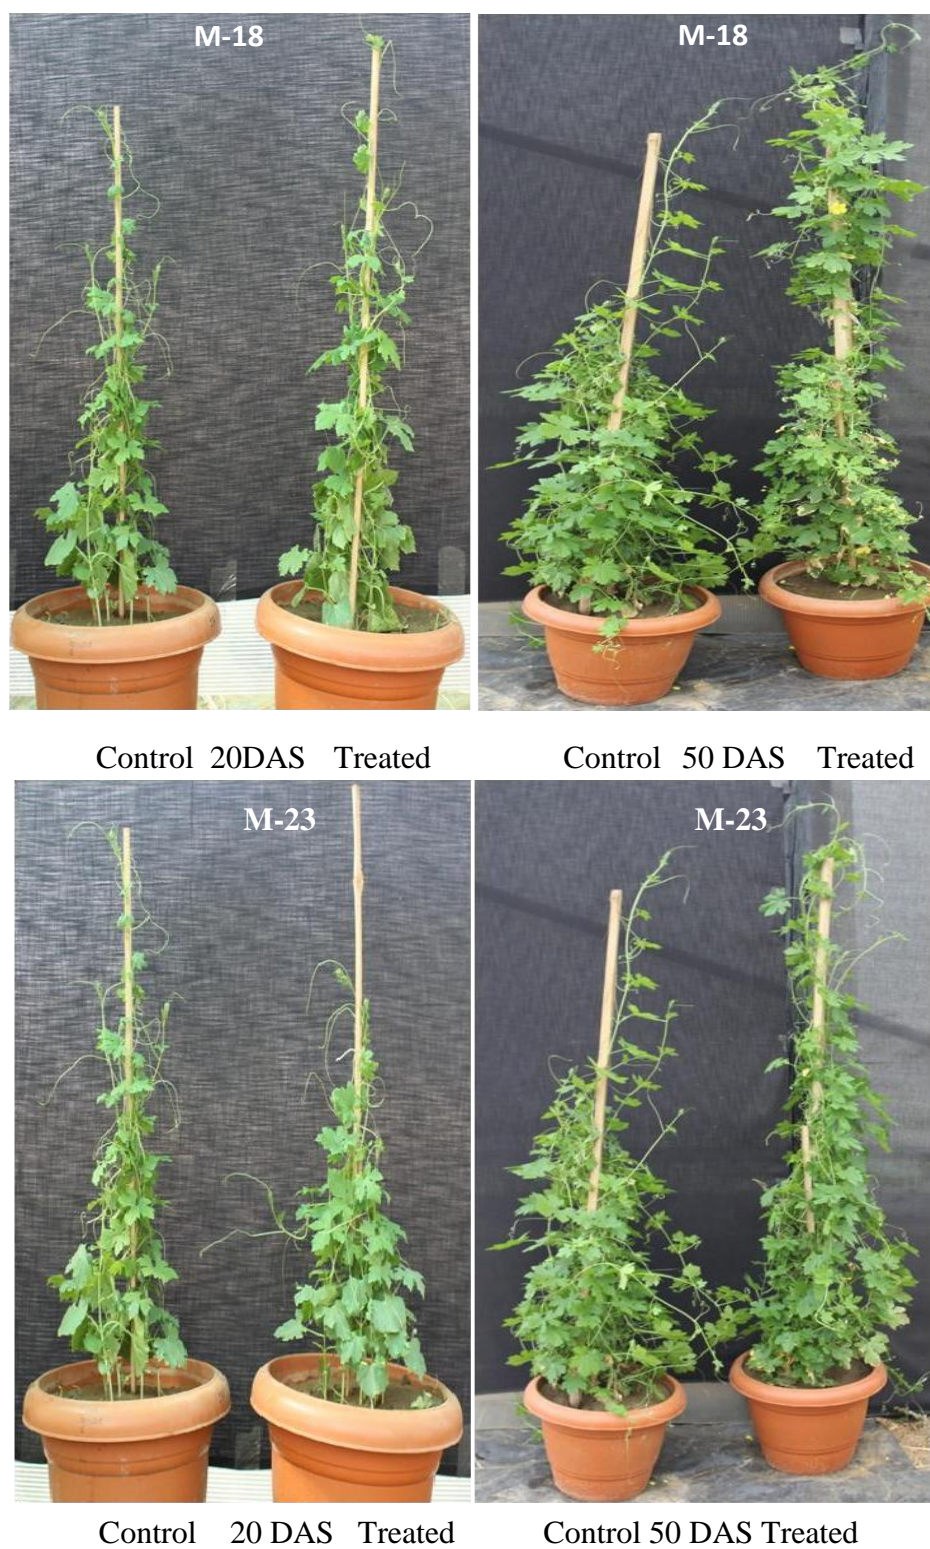 M-18
M-18
Control 20DAS Treated
Control 50 DAS Treated
M-23
M-23
Control 20 DAS Treated
Control 50 DAS Treated